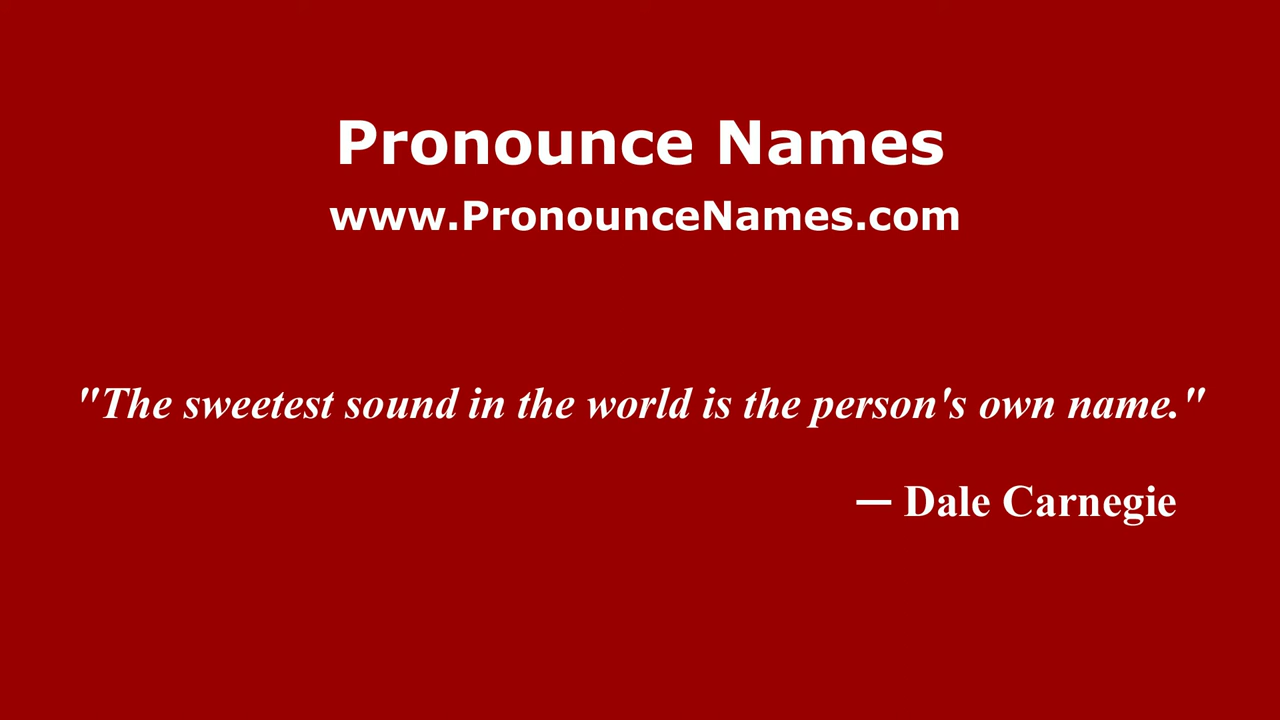 Pronounce Names
www.PronounceNames.com
"The sweetest sound in the world is the person's own name."
— Dale Carnegie